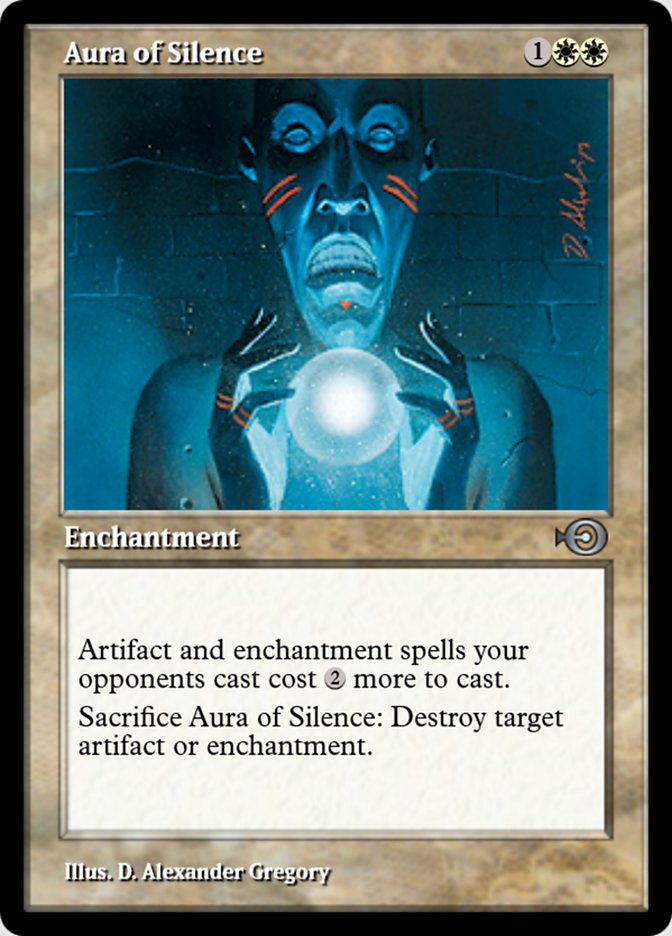 Aura of Silence 1
Enchantment
Artifact and enchantment spells your
opponents cast cost 2 more to cast.
Sacrifice Aura of Silence: Destroy target
artifact or enchantment.
Illus. D. Alexander Gregory